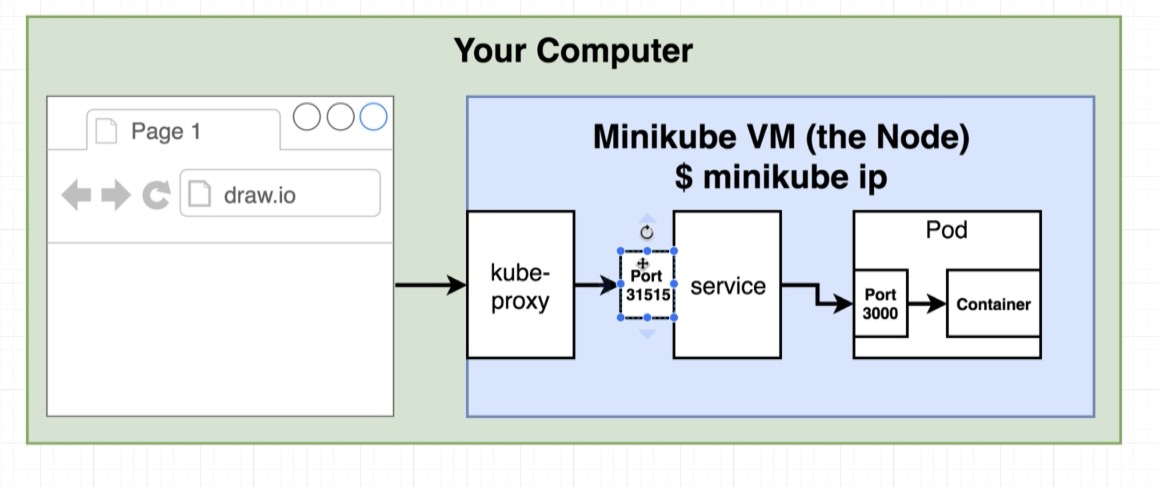 Your Computer
Page 1
draw.io
Minikube VM (the Node)
$ minikube ip
kube-
proxy
Port
31515
service
Pod
Port
3000
Container